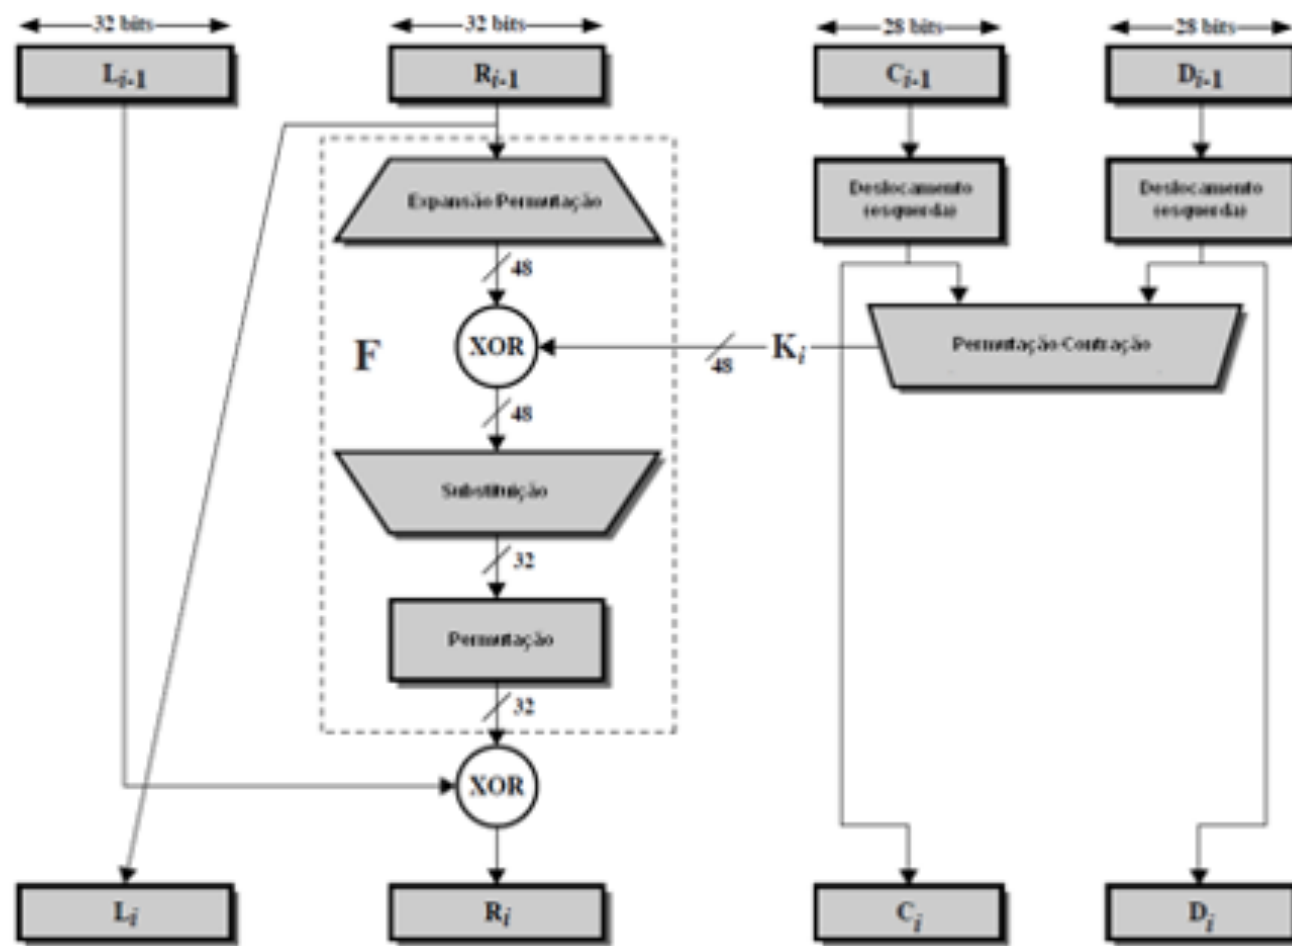 32 bits
32 bits
28 bits
28 bits
Li-1
Ri-1
Ci-1
Di-1
Expansão Permutação
Deslocamento
(esquerda)
Deslocamento
(esquerda)
48
F
XOR
48
Ki
Permutação Contração
48
Substituição
32
Permutação
32
XOR
Li
Ri
Ci
Di